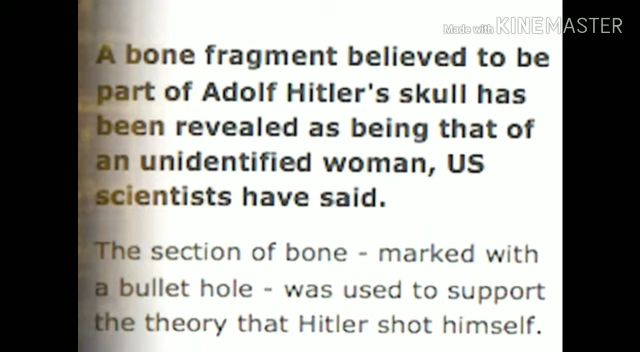 Made with KINEMASTER
A bone fragment believed to be
part of Adolf Hitler's skull has
been revealed as being that of
an unidentified woman, US
scientists have said.
The section of bone - marked with
a bullet hole - was used to support
the theory that Hitler shot himself.